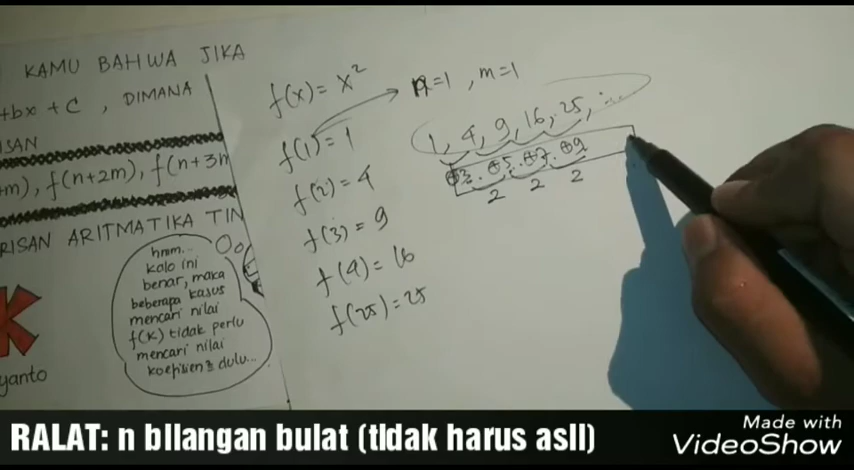 KAMU BAHWA JIKA
+bx + C , DIMANA
ISAN
+m), f(n+2m), f(n+3m
RISAN ARITMATIKA TIN
hmm...
kalo ini
benar, maka
beberapa kasus
mencari nilai
f(k) tidak perlu
mencari nilai
koefisien2 dulu...
yanto
f(x) = x²
f(1) = 1
f(2) = 4
f(3) = 9
f(4) = 16
f(25) = 25
n=1 , m=1
1, 4, 9, 16, 25, ...
+3. +5. +7. +9
2 2 2
RALAT: n bilangan bulat (tidak harus asli)
Made with
VideoShow